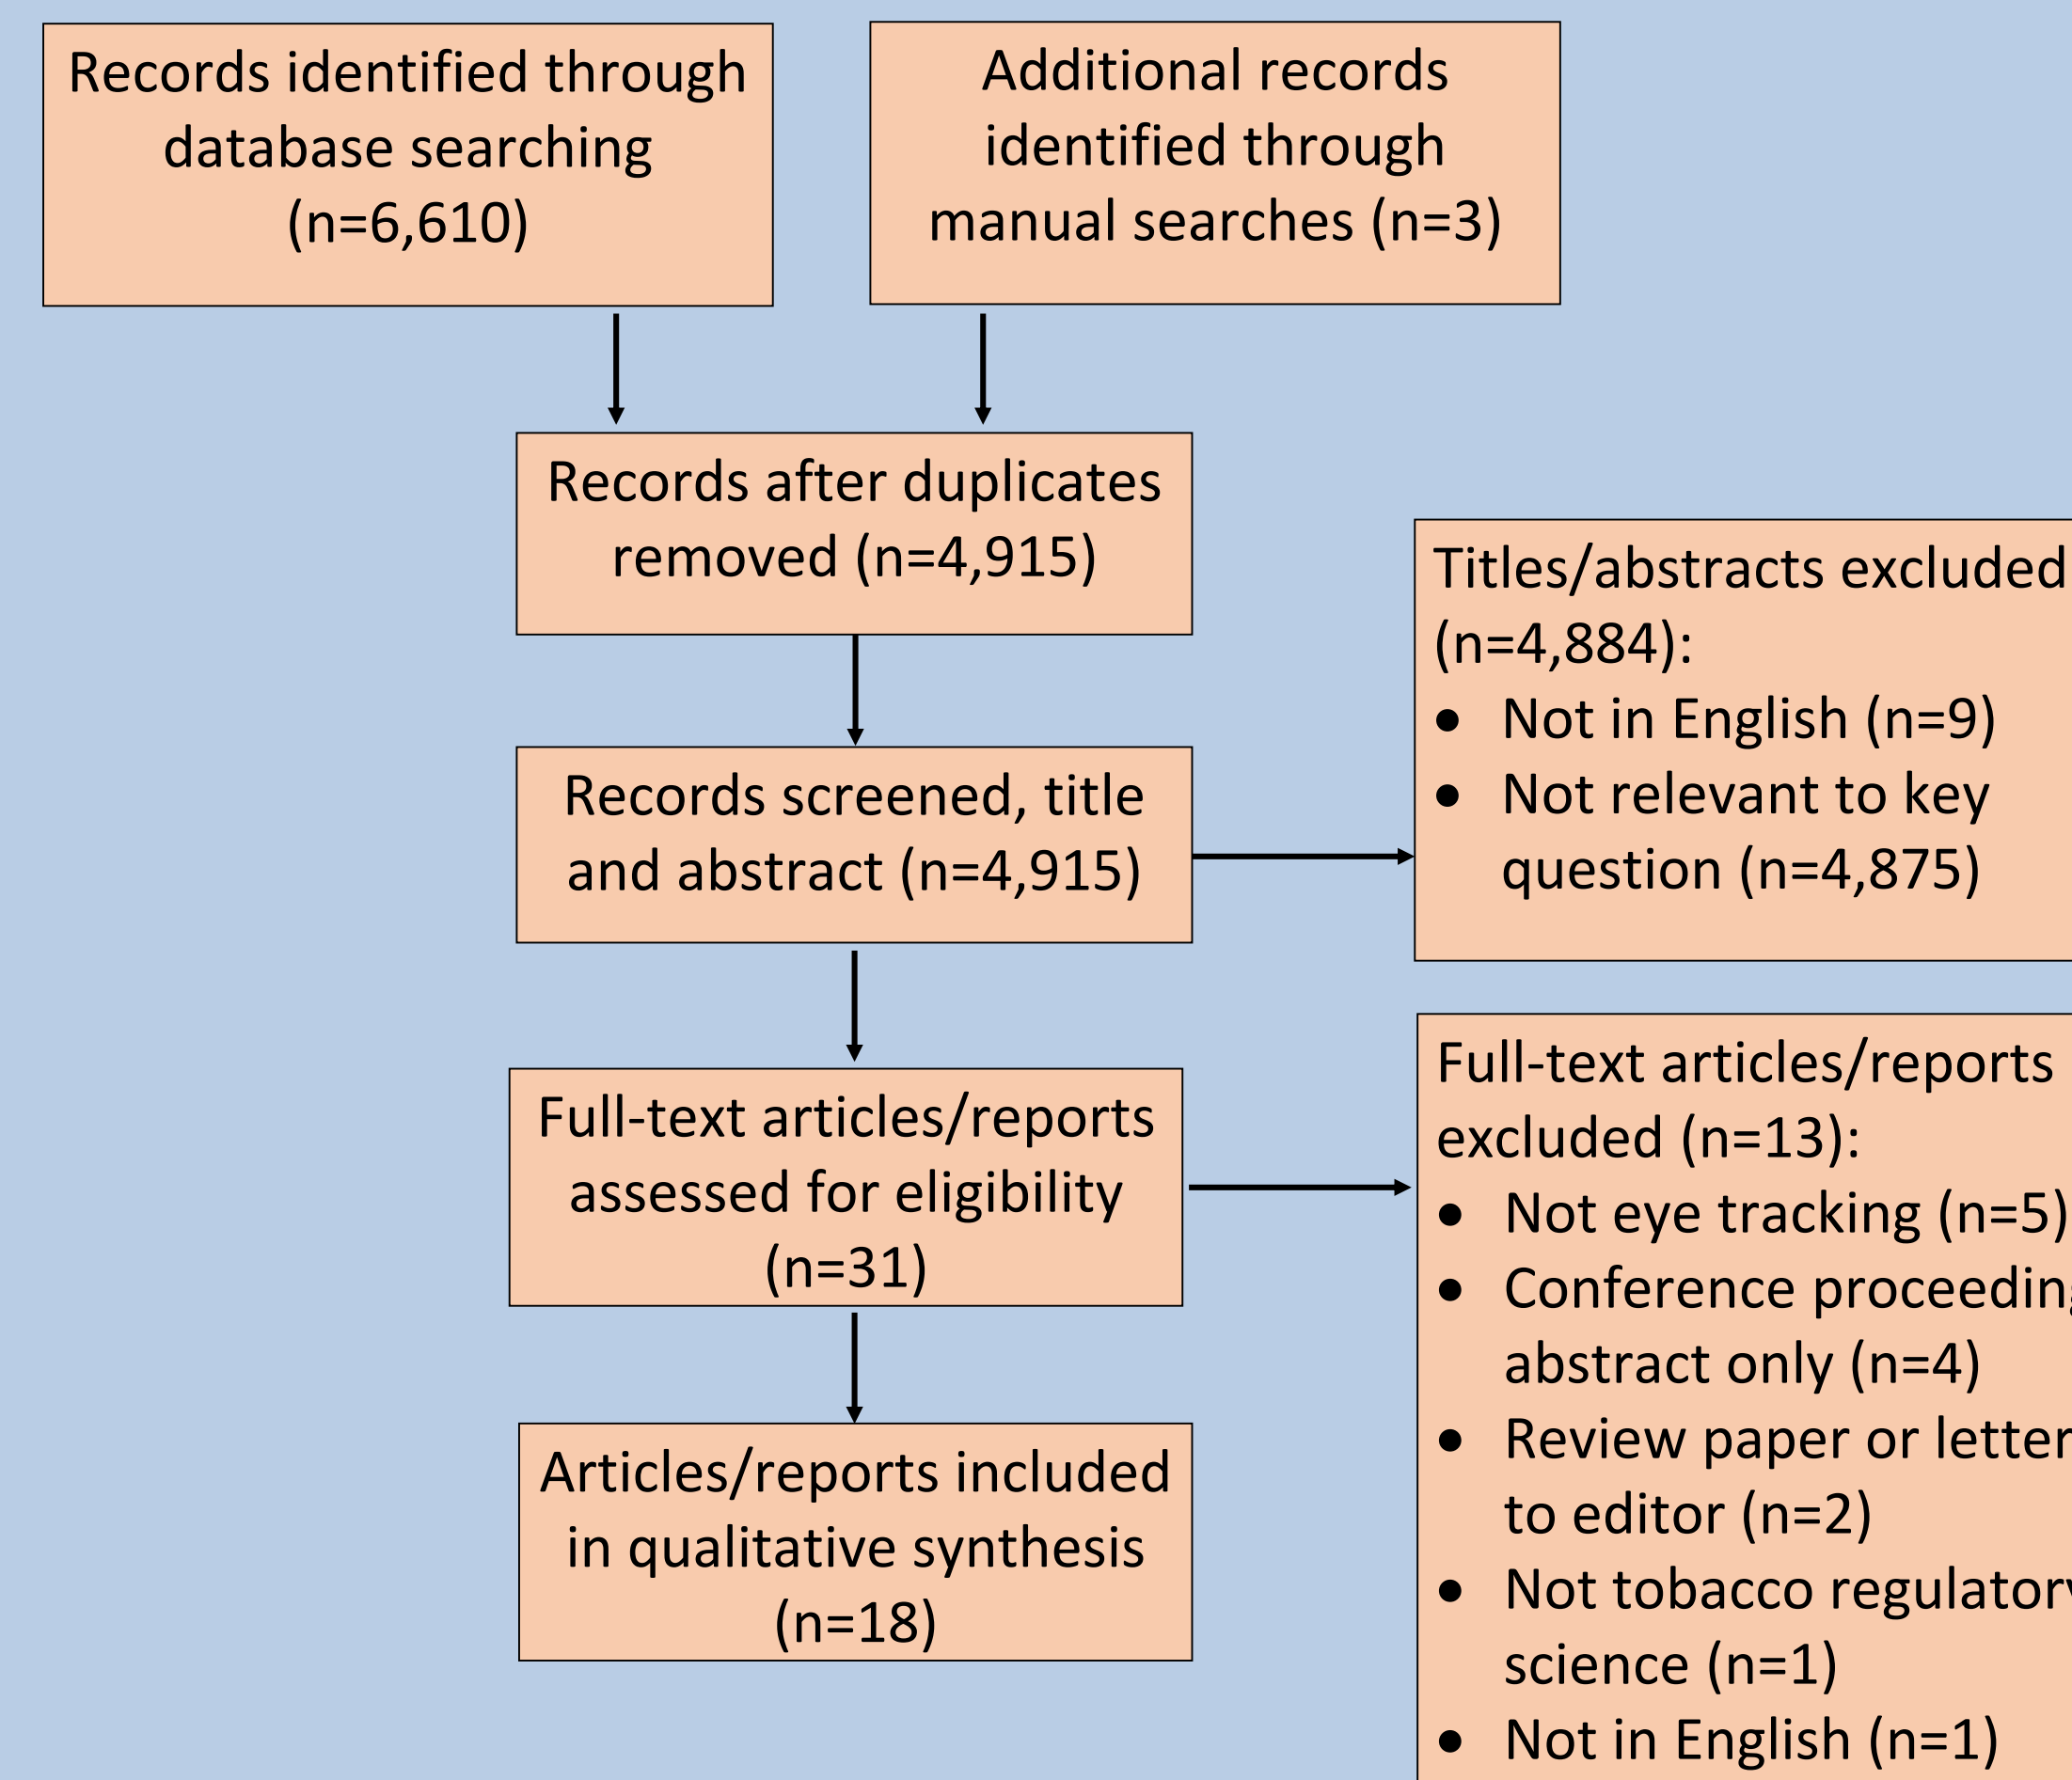 Records identified through
database searching
(n=6,610)
Additional records
identified through
manual searches (n=3)
Records after duplicates
removed (n=4,915)
Titles/abstracts excluded
(n=4,884):
● Not in English (n=9)
● Not relevant to key
question (n=4,875)
Records screened, title
and abstract (n=4,915)
Full-text articles/reports
assessed for eligibility
(n=31)
Full-text articles/reports
excluded (n=13):
● Not eye tracking (n=5)
● Conference proceeding
abstract only (n=4)
● Review paper or letter
to editor (n=2)
● Not tobacco regulatory
science (n=1)
● Not in English (n=1)
Articles/reports included
in qualitative synthesis
(n=18)